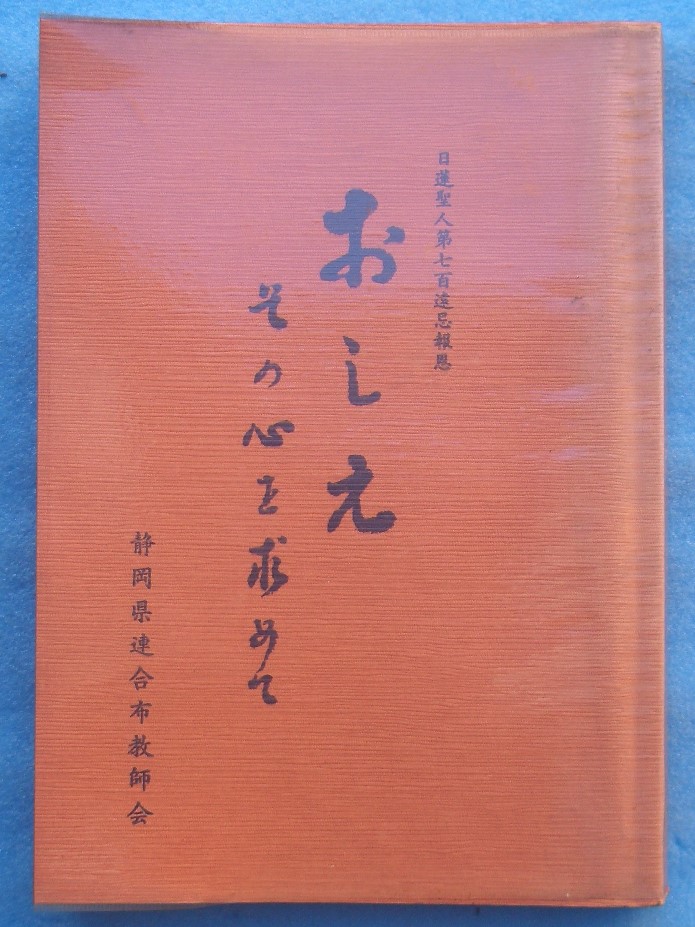 日蓮聖人第七百遠忌報恩
おしえ
その心を求めて
静岡県連合布教師会